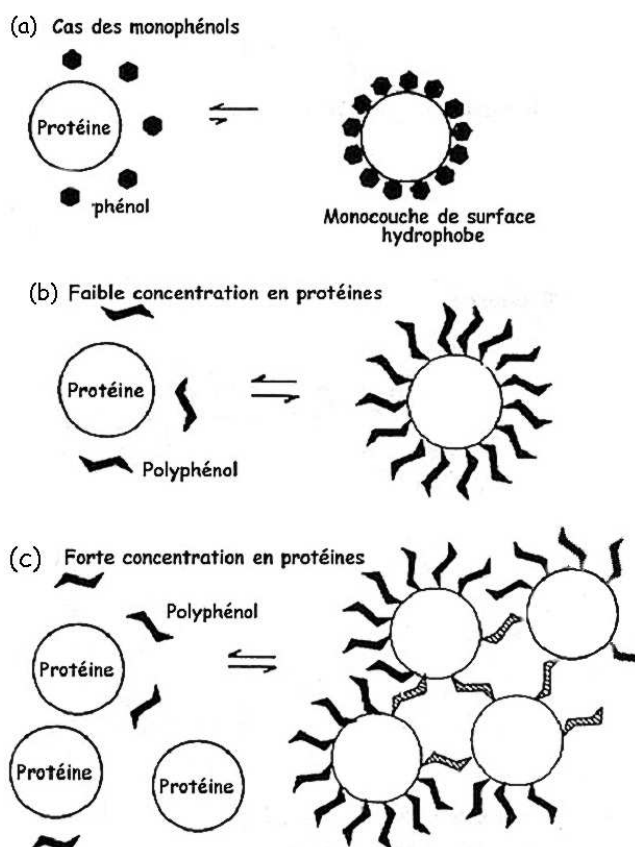 (a) Cas des monophénols
Protéine
phénol
Monocouche de surface
hydrophobe
(b) Faible concentration en protéines
Protéine
Polyphénol
(c) Forte concentration en protéines
Polyphénol
Protéine
Protéine
Protéine